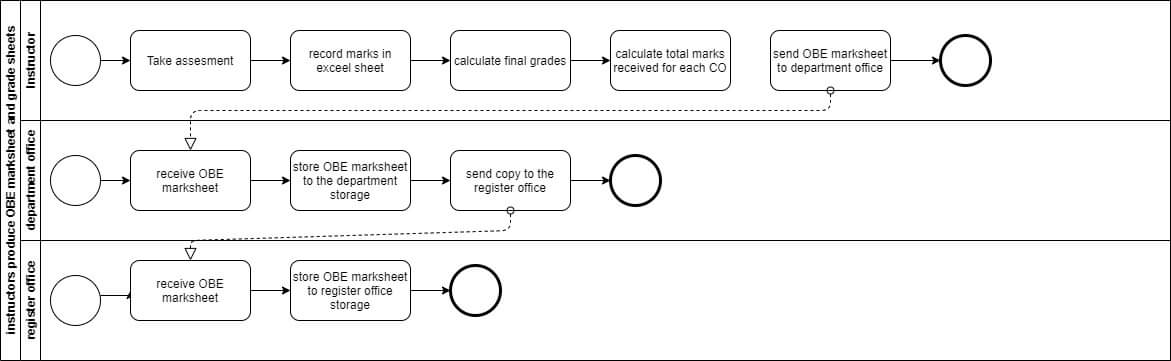 instructors produce OBE marksheet and grade sheets
Instructor
Take assesment
record marks in
exceel sheet
calculate final grades
calculate total marks
received for each CO
send OBE marksheet
to department office
department office
receive OBE
marksheet
store OBE marksheet
to the department
storage
send copy to the
register office
register office
receive OBE
marksheet
store OBE marksheet
to register office
storage